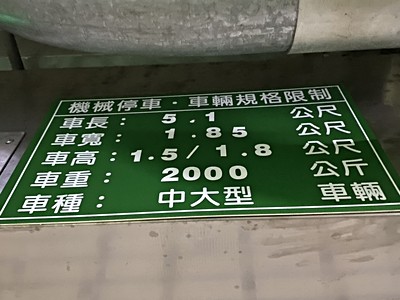 機械停車・車輛規格限制
車長：5.1 公尺
車寬：1.85 公尺
車高：1.5/1.8 公尺
車重：2000 公斤
車種：中大型 車輛